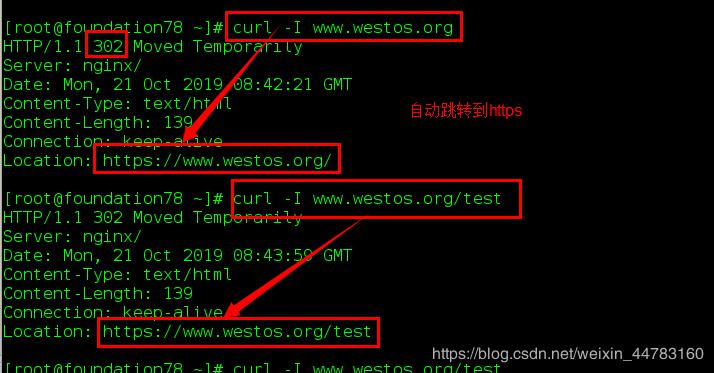 [root@foundation78 ~]# curl -I www.westos.org
HTTP/1.1 302 Moved Temporarily
Server: nginx/
Date: Mon, 21 Oct 2019 08:42:21 GMT
Content-Type: text/html
Content-Length: 139
自动跳转到https
Connection: keep-alive
Location: https://www.westos.org/
[root@foundation78 ~]# curl -I www.westos.org/test
HTTP/1.1 302 Moved Temporarily
Server: nginx/
Date: Mon, 21 Oct 2019 08:43:59 GMT
Content-Type: text/html
Content-Length: 139
Connection: keep-alive
Location: https://www.westos.org/test
https://blog.csdn.net/weixin_44783160
[root@foundation78 ~]# curl -I www.westos.org/test